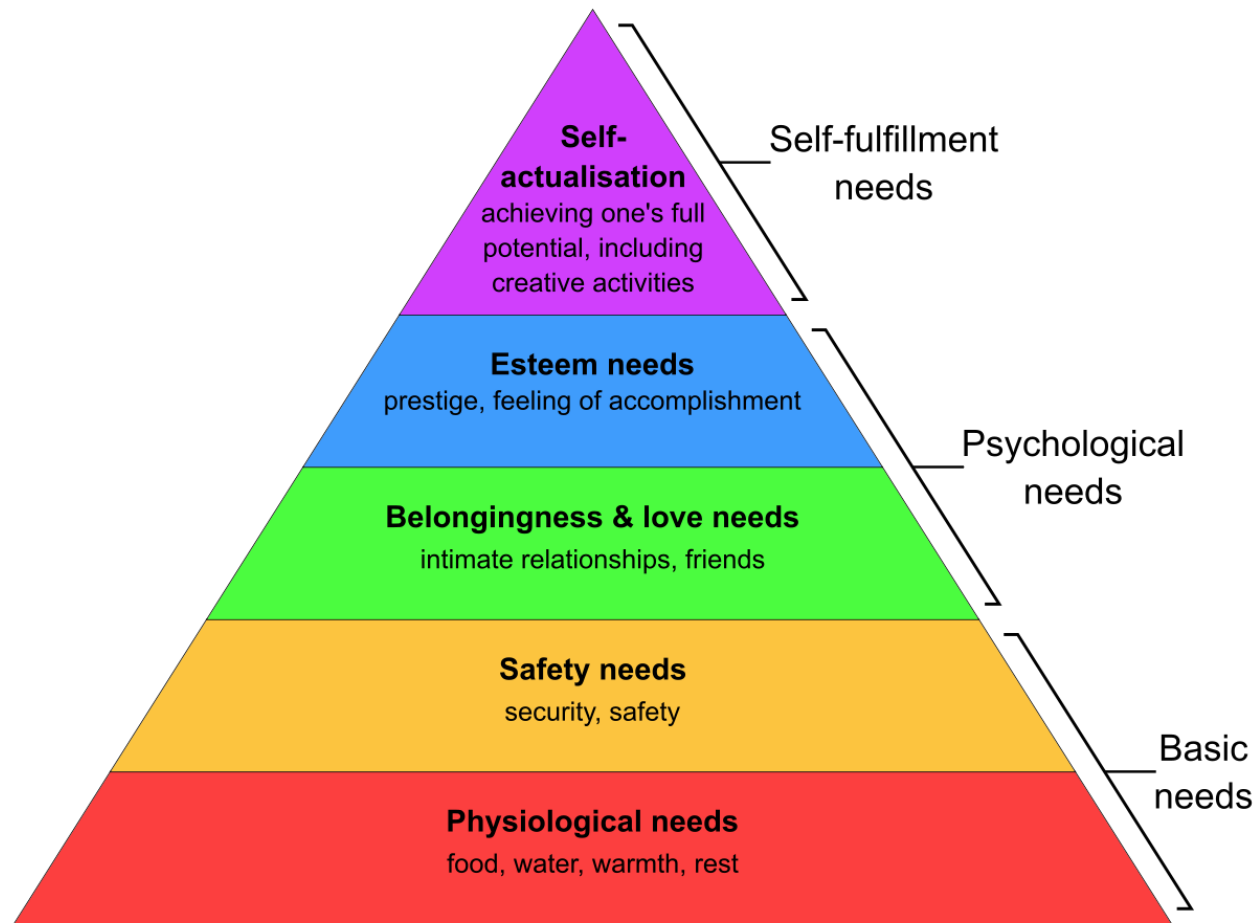 Self-
actualisation
achieving one's full
potential, including
creative activities
Self-fulfillment
needs
Esteem needs
prestige, feeling of accomplishment
Psychological
needs
Belongingness & love needs
intimate relationships, friends
Safety needs
security, safety
Basic
needs
Physiological needs
food, water, warmth, rest